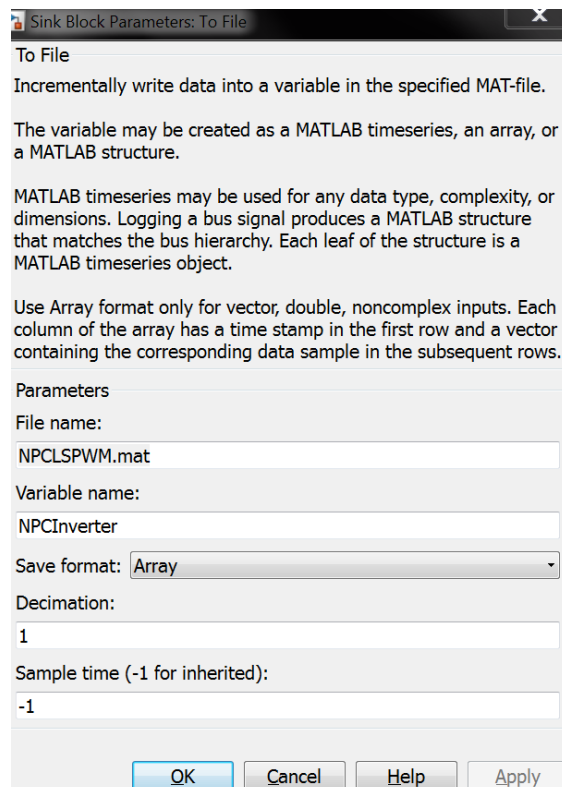 Sink Block Parameters: To File
X
To File
Incrementally write data into a variable in the specified MAT-file.
The variable may be created as a MATLAB timeseries, an array, or
a MATLAB structure.
MATLAB timeseries may be used for any data type, complexity, or
dimensions. Logging a bus signal produces a MATLAB structure
that matches the bus hierarchy. Each leaf of the structure is a
MATLAB timeseries object.
Use Array format only for vector, double, noncomplex inputs. Each
column of the array has a time stamp in the first row and a vector
containing the corresponding data sample in the subsequent rows.
Parameters
File name:
NPCLSPWM.mat
Variable name:
NPCInverter
Save format: Array
Decimation:
1
Sample time (-1 for inherited):
-1
OK Cancel Help Apply